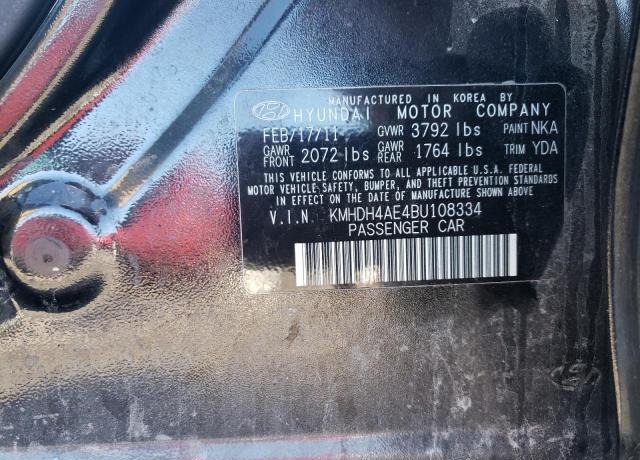 MANUFACTURED IN KOREA BY
HYUNDAI MOTOR COMPANY
FEB/17/11 GVWR 3792 lbs PAINT NKA
GAWR FRONT 2072 lbs GAWR REAR 1764 lbs TRIM YDA
THIS VEHICLE CONFORMS TO ALL APPLICABLE U.S.A. FEDERAL
MOTOR VEHICLE SAFETY, BUMPER, AND THEFT PREVENTION STANDARDS
IN EFFECT ON THE DATE OF MANUFACTURE SHOWN ABOVE.
V.I.N. KMHDH4AE4BU108334
PASSENGER CAR